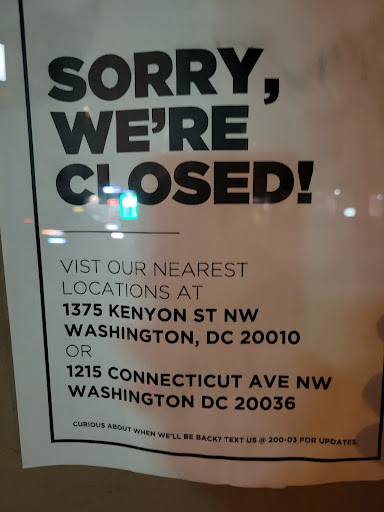 SORRY,
WE'RE
CLOSED!
VIST OUR NEAREST
LOCATIONS AT
1375 KENYON ST NW
WASHINGTON, DC 20010
OR
1215 CONNECTICUT AVE NW
WASHINGTON DC 20036
CURIOUS ABOUT WHEN WE'LL BE BACK? TEXT US @ 200-03 FOR UPDATES.